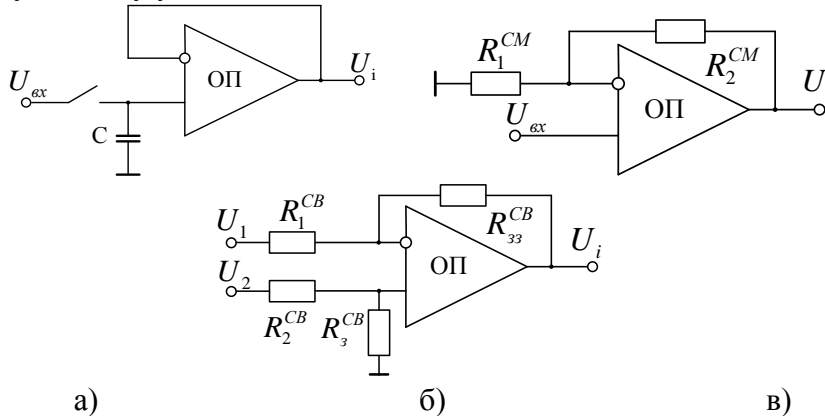 U_вх
C
ОП
U_i
R_1^CM
R_2^CM
U_вх
ОП
U
U_1
R_1^CB
U_2
R_2^CB
R_з^CB
R_зз^CB
ОП
U_i
а)
б)
в)